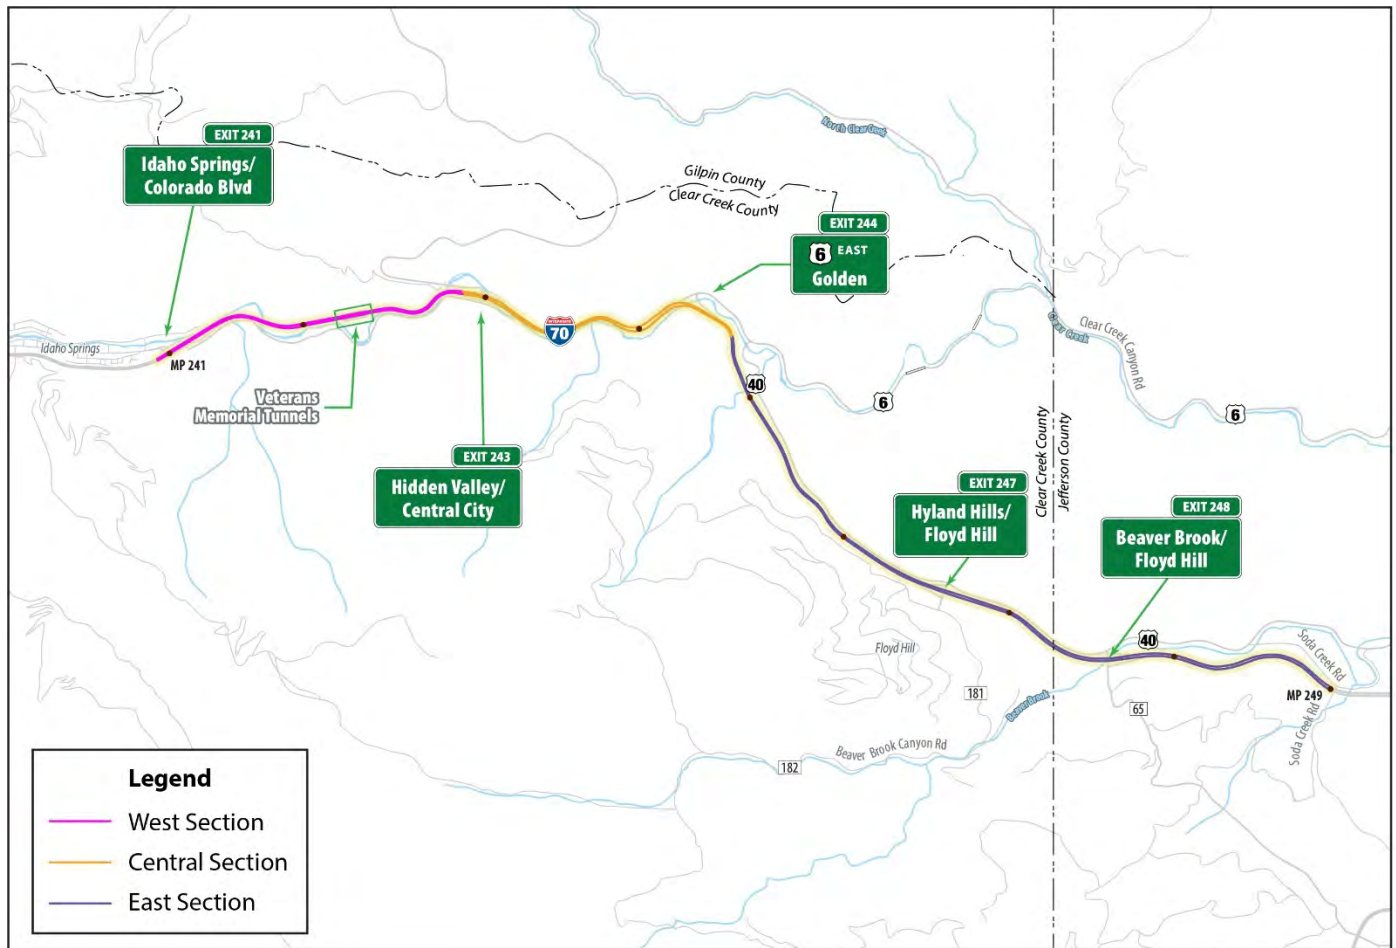 North Clear Creek
EXIT 241
Idaho Springs/
Colorado Blvd
Gilpin County
Clear Creek County
EXIT 244
6 EAST
Golden
INTERSTATE
70
Idaho Springs
MP 241
Clear Creek
Clear Creek Canyon Rd
Veterans
Memorial Tunnels
40
6
6
EXIT 243
Hidden Valley/
Central City
Clear Creek County
Jefferson County
EXIT 247
Hyland Hills/
Floyd Hill
EXIT 248
Beaver Brook/
Floyd Hill
40
Soda Creek Rd
Floyd Hill
181
Beaver Brook
65
MP 249
Soda Creek Rd
Beaver Brook Canyon Rd
182
Legend
West Section
Central Section
East Section